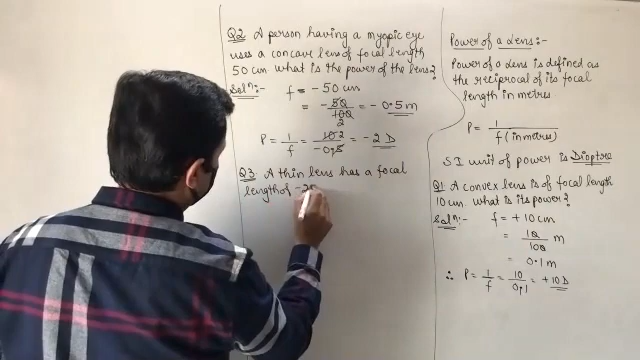 Q2 A person having a myopic eye
uses a concave lens of focal length
50 cm what is the power of the lens?
Solⁿ:- f = - 50 cm
= - 50/100 2 = - 0.5 m
P = 1/f = 10 2/-0.5 = - 2 D
Q3 A thin lens has a focal
length of -25
Power of a Lens:-
Power of a lens is defined as
the reciprocal of its focal
length in metres
P = 1/f (in metres)
SI unit of power is Dioptre
Q1: A convex lens is of focal length
10 cm. what is its power?
Solⁿ:- f = +10 cm
= 10/100 m
= 0.1 m
∴ P = 1/f = 10/0.1 = +10 D